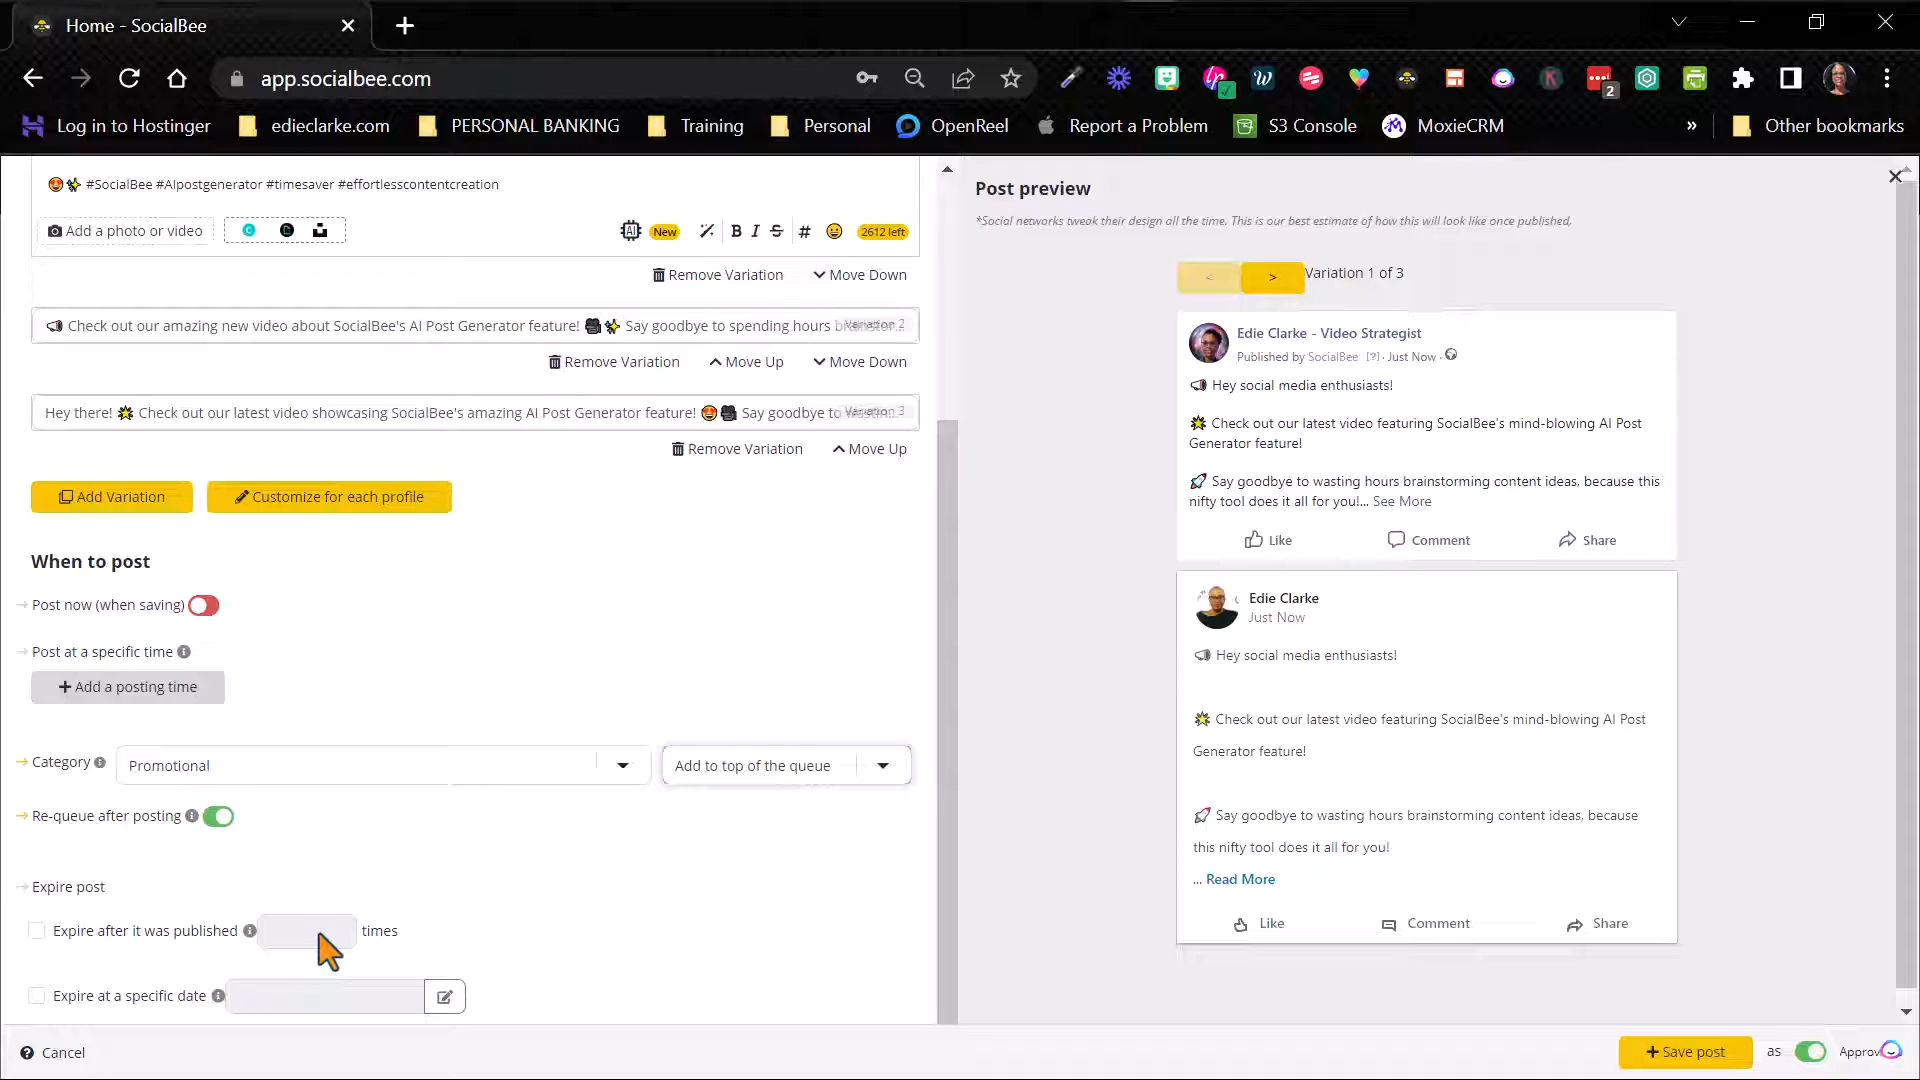 Home - SocialBee
app.socialbee.com
2
Log in to Hostinger
edieclarke.com
PERSONAL BANKING
Training
Personal
OpenReel
Report a Problem
S3 Console
MoxieCRM
»
Other bookmarks
😍✨ #SocialBee #AIpostgenerator #timesaver #effortlesscontentcreation
Add a photo or video
AI
New
B I S # 2612 left
Remove Variation
Move Down
📣 Check out our amazing new video about SocialBee's AI Post Generator feature! 🎥✨ Say goodbye to spending hours
Variation 2
Remove Variation
Move Up
Move Down
Hey there! 🌟 Check out our latest video showcasing SocialBee's amazing AI Post Generator feature! 😍🎥 Say goodbye to
Variation 3
Remove Variation
Move Up
Add Variation
Customize for each profile
When to post
Post now (when saving)
Post at a specific time
+ Add a posting time
Category
Promotional
Add to top of the queue
Re-queue after posting
Expire post
Expire after it was published
times
Expire at a specific date
Cancel
Post preview
*Social networks tweak their design all the time. This is our best estimate of how this will look like once published.
< > Variation 1 of 3
Edie Clarke - Video Strategist
Published by SocialBee [?] · Just Now ·
📣 Hey social media enthusiasts!
🌟 Check out our latest video featuring SocialBee's mind-blowing AI Post
Generator feature!
🚀 Say goodbye to wasting hours brainstorming content ideas, because this
nifty tool does it all for you!... See More
Like
Comment
Share
Edie Clarke
Just Now
📣 Hey social media enthusiasts!
🌟 Check out our latest video featuring SocialBee's mind-blowing AI Post
Generator feature!
🚀 Say goodbye to wasting hours brainstorming content ideas, because
this nifty tool does it all for you!
... Read More
Like
Comment
Share
+ Save post
as
Approv